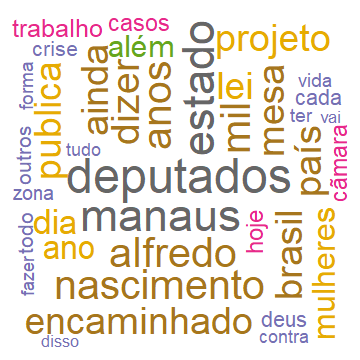 trabalho
casos
crise
além
projeto
forma
publica
ainda
dizer
anos
estado
lei
mil
mesa
vida
cada
ter
vai
país
câmara
outros
tudo
deputados
zona
manaus
dia
todo
fazer
ano
alfredo
hoje
brasil
mulheres
nascimento
encaminhado
deus
contra
disso